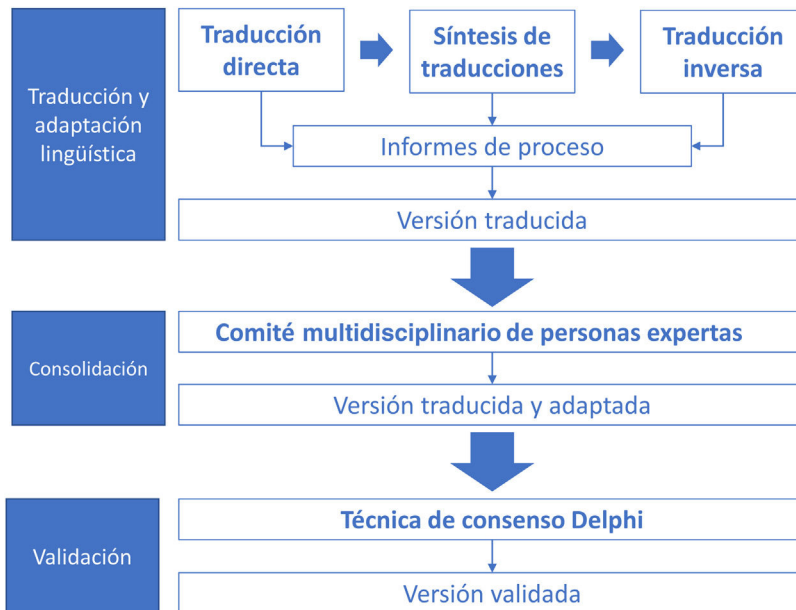 Traducción y
adaptación
lingüística
Traducción
directa
Síntesis de
traducciones
Traducción
inversa
Informes de proceso
Versión traducida
Consolidación
Comité multidisciplinario de personas expertas
Versión traducida y adaptada
Validación
Técnica de consenso Delphi
Versión validada